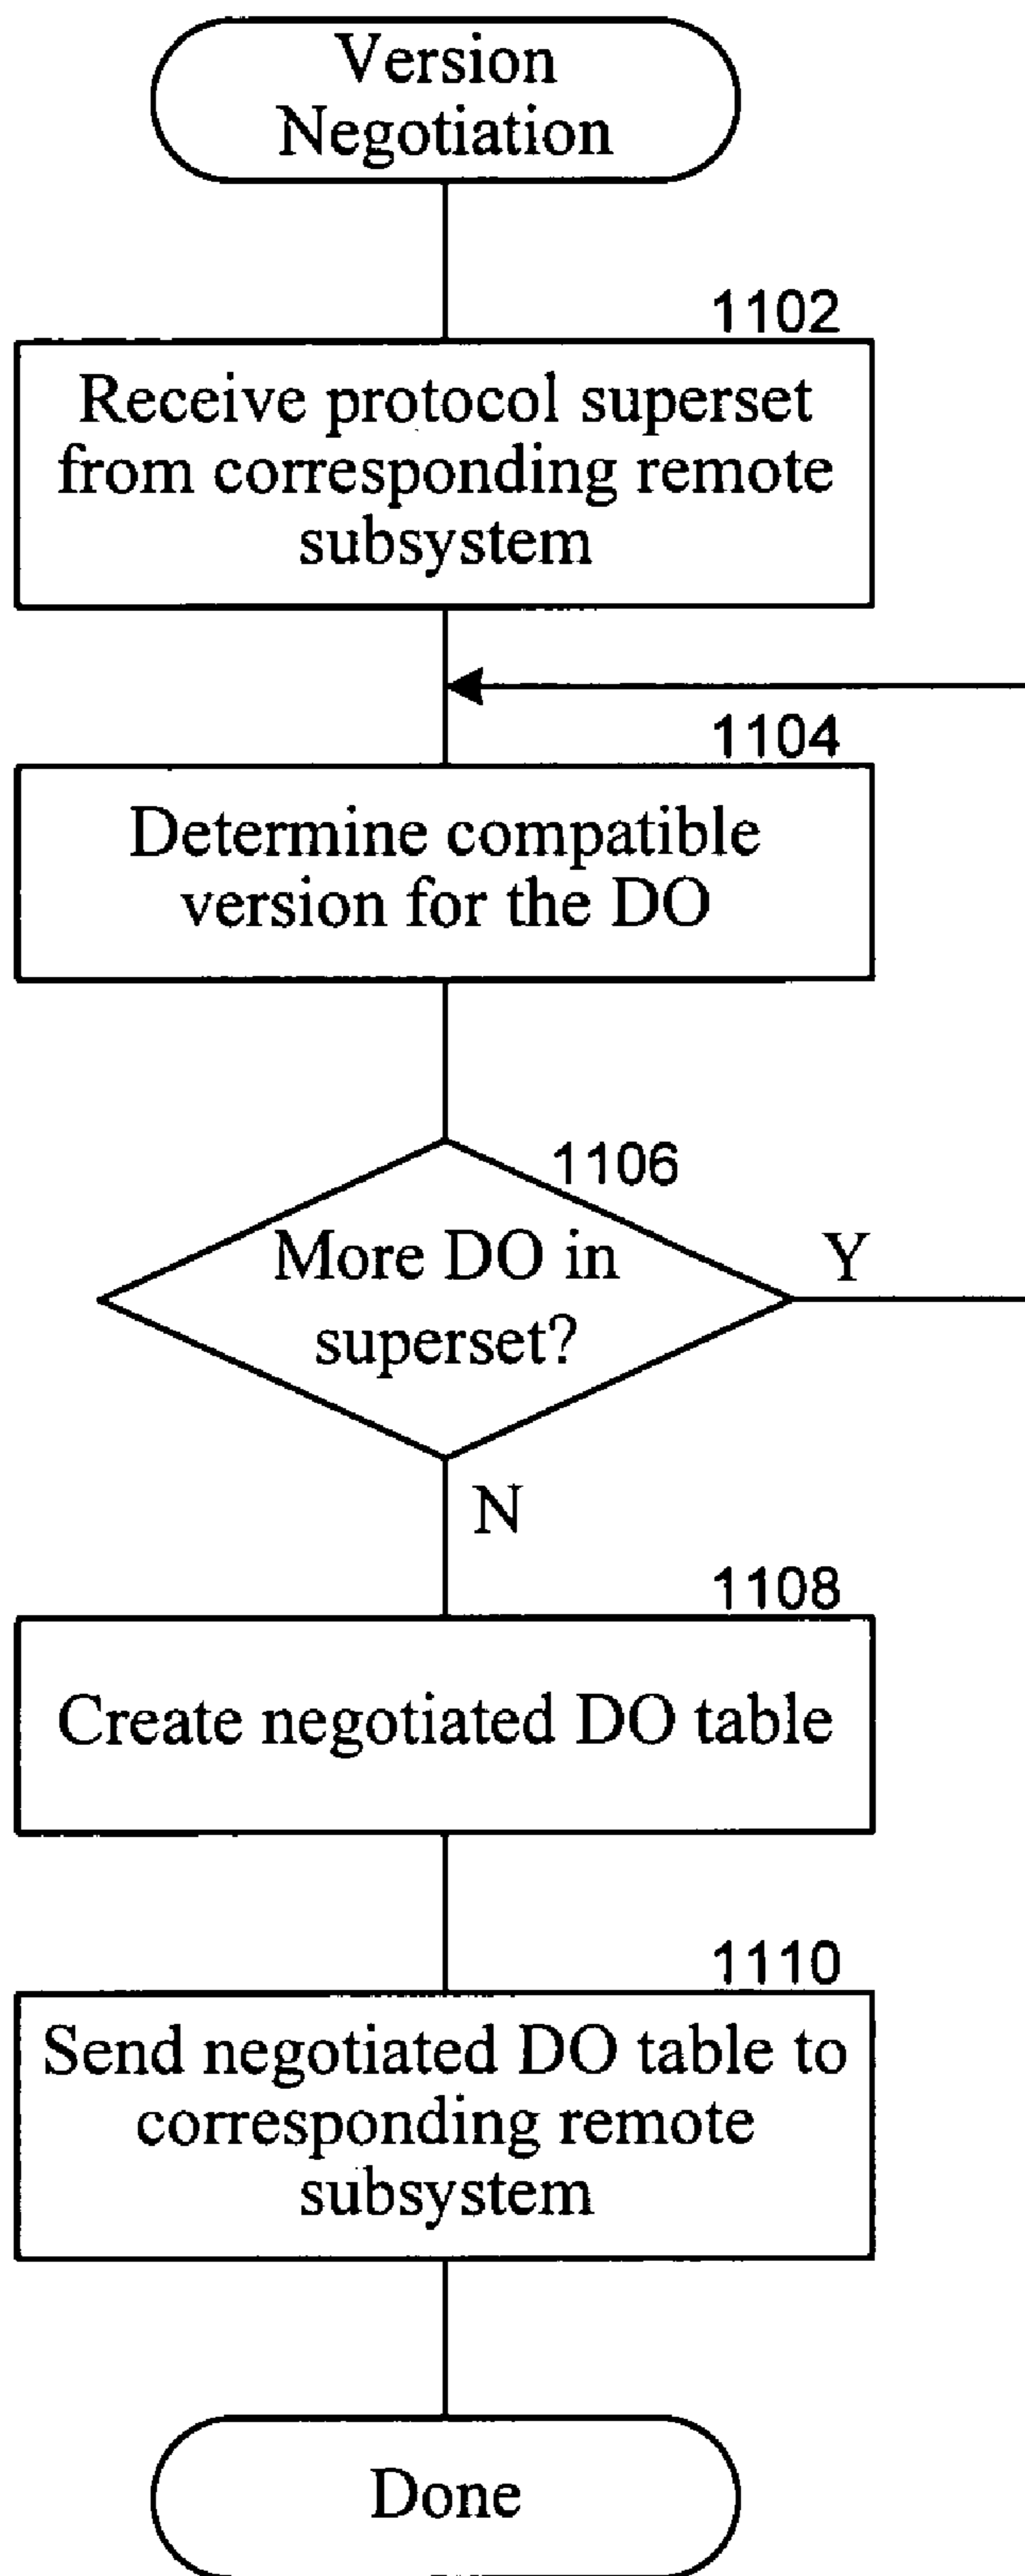 Version
Negotiation
1102
Receive protocol superset
from corresponding remote
subsystem
1104
Determine compatible
version for the DO
1106
More DO in
superset?
Y
N
1108
Create negotiated DO table
1110
Send negotiated DO table to
corresponding remote
subsystem
Done